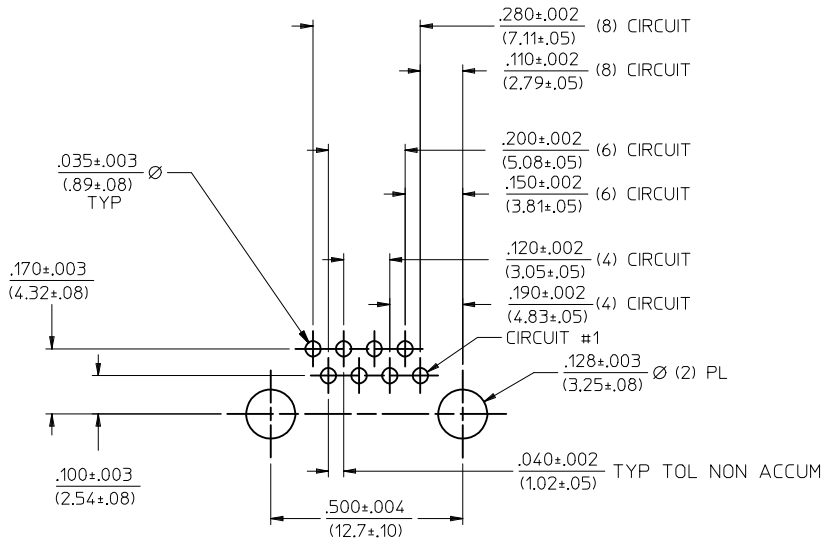 .280±.002
(7.11±.05)
(8) CIRCUIT
.110±.002
(2.79±.05)
(8) CIRCUIT
.200±.002
(5.08±.05)
(6) CIRCUIT
.035±.003
(.89±.08)
Ø
TYP
.150±.002
(3.81±.05)
(6) CIRCUIT
.120±.002
(3.05±.05)
(4) CIRCUIT
.170±.003
(4.32±.08)
.190±.002
(4.83±.05)
(4) CIRCUIT
CIRCUIT #1
.128±.003
(3.25±.08)
Ø (2) PL
.100±.003
(2.54±.08)
.040±.002
(1.02±.05)
TYP TOL NON ACCUM
.500±.004
(12.7±.10)